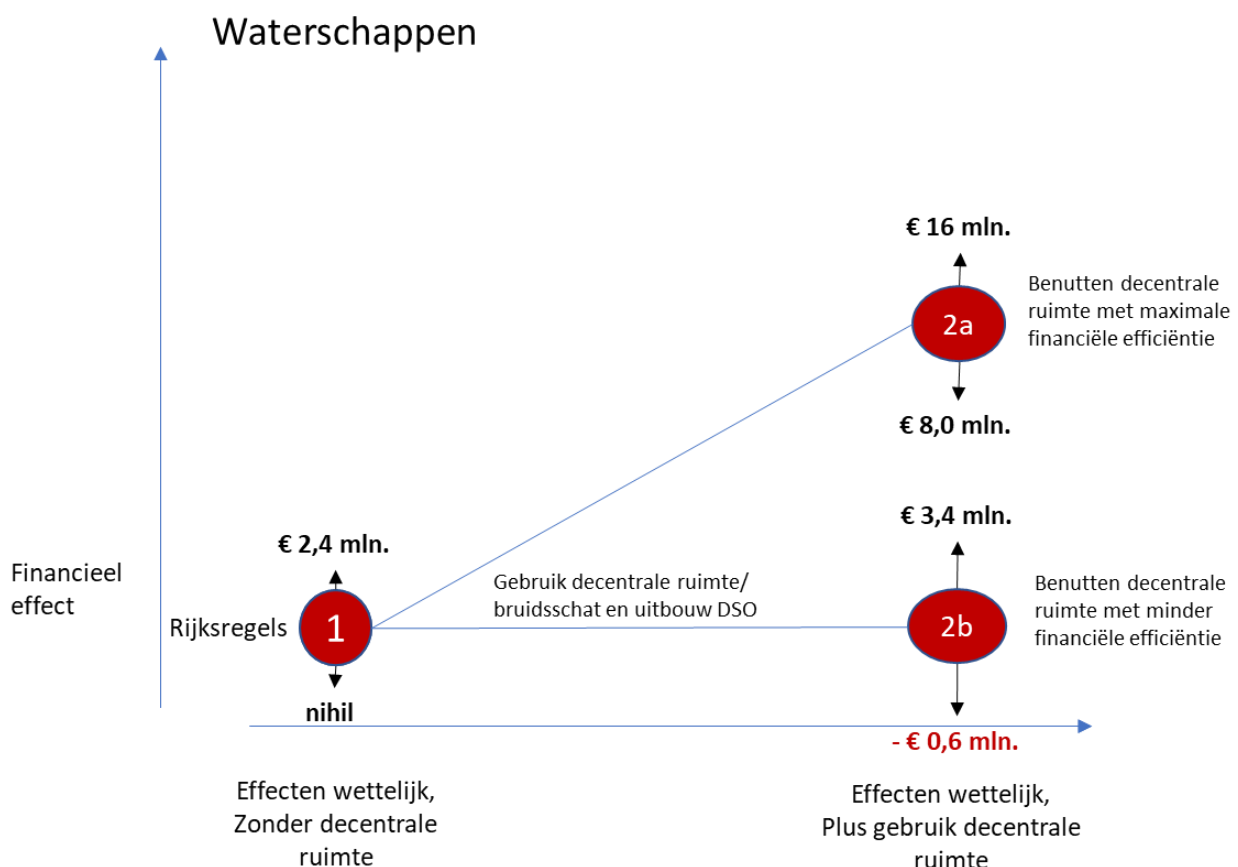 Waterschappen
€ 16 mln.
2a
Benutten decentrale
ruimte met maximale
financiële efficiëntie
€ 8,0 mln.
€ 3,4 mln.
€ 2,4 mln.
Financieel
effect
Rijksregels
1
Gebruik decentrale ruimte/
bruidsschat en uitbouw DSO
2b
Benutten decentrale
ruimte met minder
financiële efficiëntie
nihil
- € 0,6 mln.
Effecten wettelijk,
Zonder decentrale
ruimte
Effecten wettelijk,
Plus gebruik decentrale
ruimte